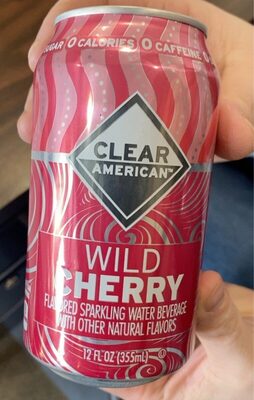 0 CALORIES 0 CAFFEINE
CLEAR
AMERICAN™
WILD
CHERRY
FLAVORED SPARKLING WATER BEVERAGE
WITH OTHER NATURAL FLAVORS
12 FL OZ (355mL)